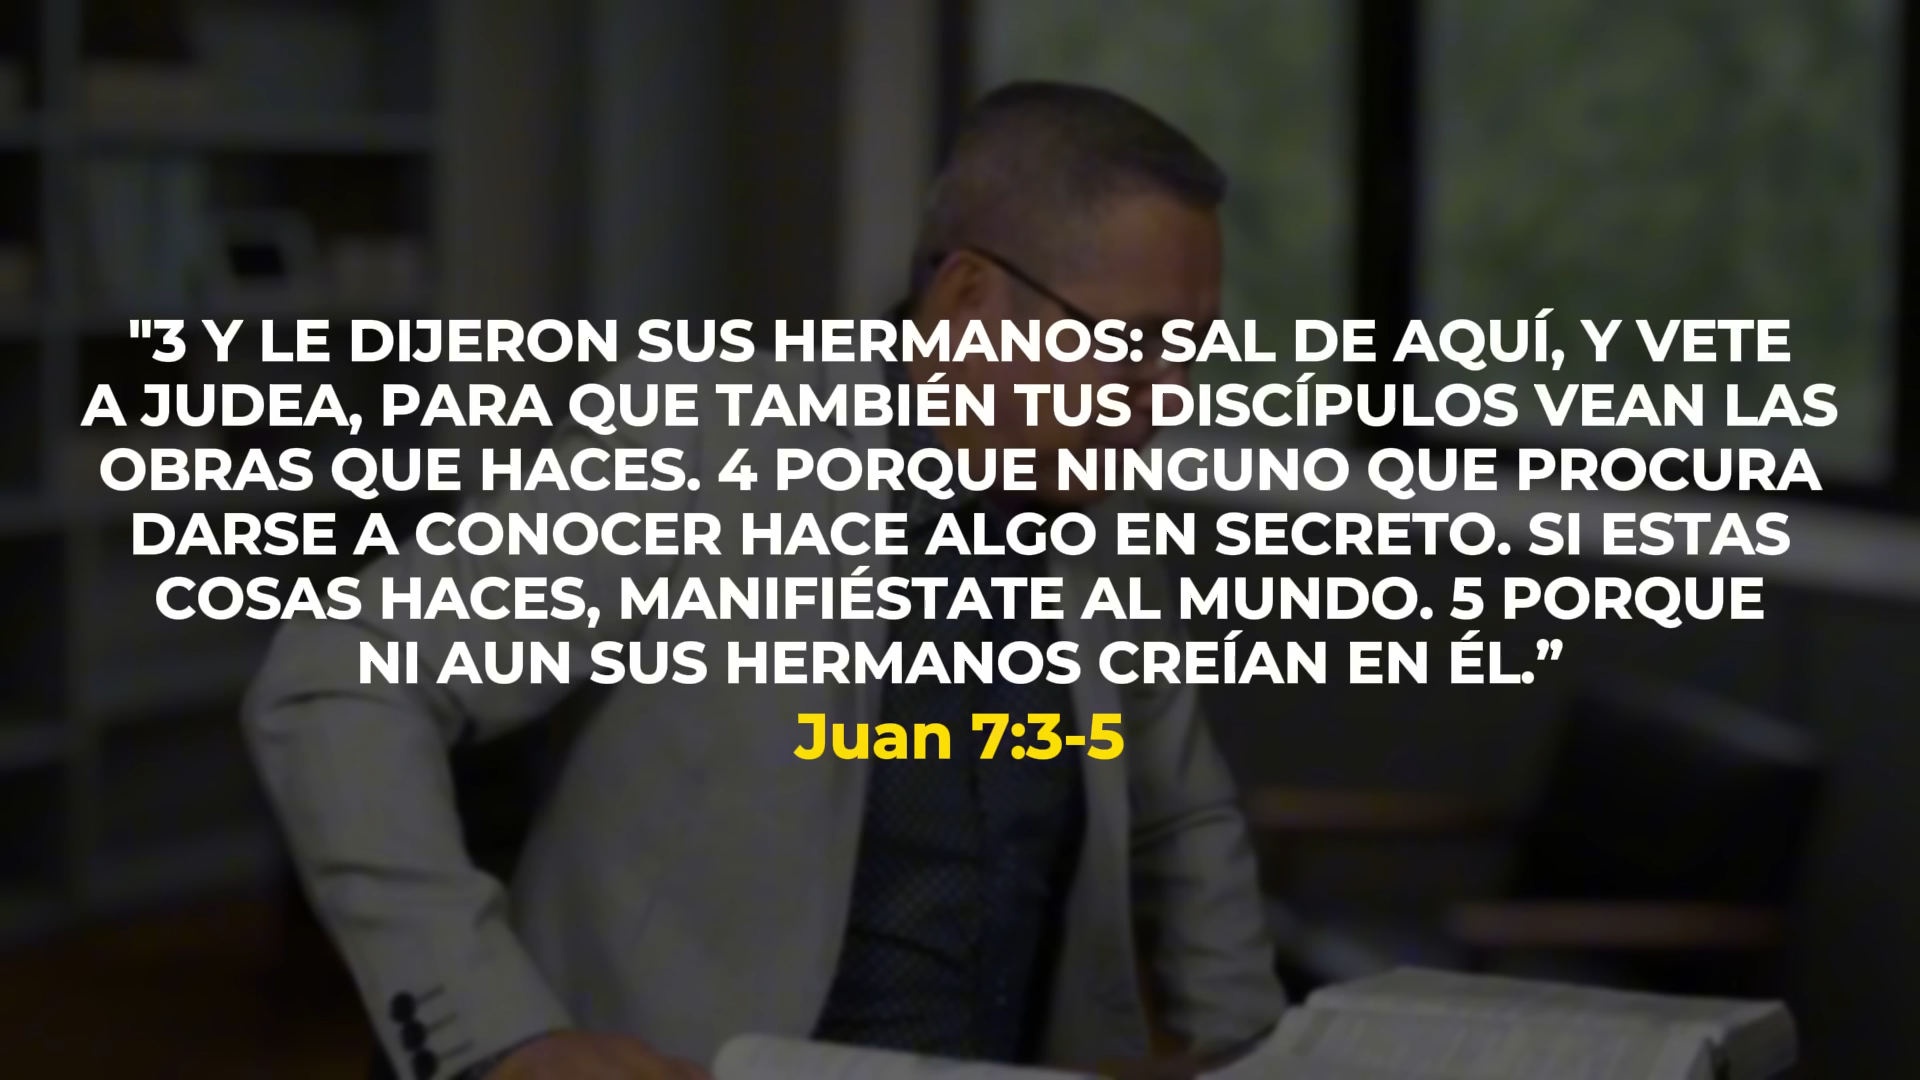 "3 Y LE DIJERON SUS HERMANOS: SAL DE AQUÍ, Y VETE
A JUDEA, PARA QUE TAMBIÉN TUS DISCÍPULOS VEAN LAS
OBRAS QUE HACES. 4 PORQUE NINGUNO QUE PROCURA
DARSE A CONOCER HACE ALGO EN SECRETO. SI ESTAS
COSAS HACES, MANIFIÉSTATE AL MUNDO. 5 PORQUE
NI AUN SUS HERMANOS CREÍAN EN ÉL.”
Juan 7:3-5